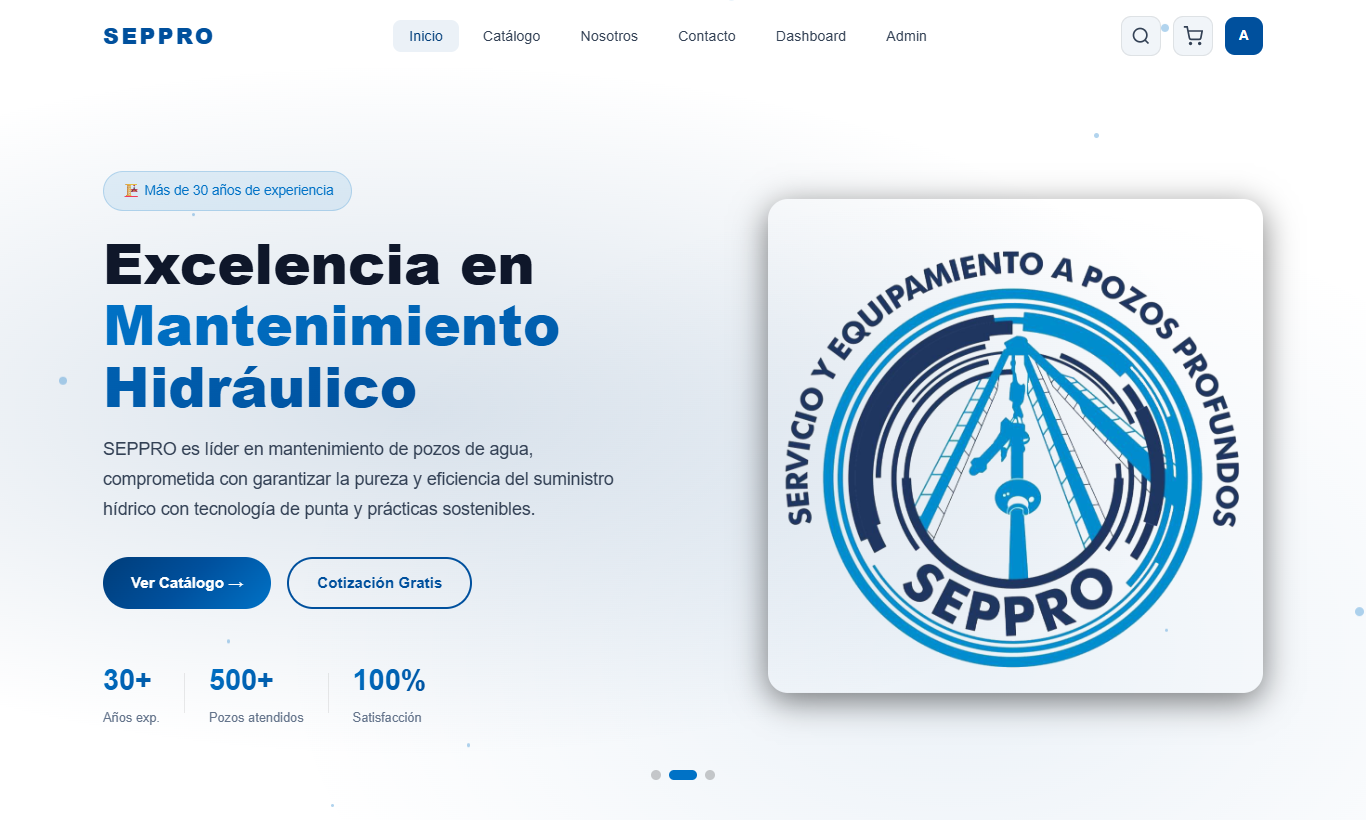 SEPPRO
Inicio
Catálogo
Nosotros
Contacto
Dashboard
Admin
A
Más de 30 años de experiencia
Excelencia en
Mantenimiento
Hidráulico
SEPPRO es líder en mantenimiento de pozos de agua,
comprometida con garantizar la pureza y eficiencia del suministro
hídrico con tecnología de punta y prácticas sostenibles.
Ver Catálogo →
Cotización Gratis
30+
Años exp.
500+
Pozos atendidos
100%
Satisfacción
SERVICIO Y EQUIPAMIENTO A POZOS PROFUNDOS
SEPPRO